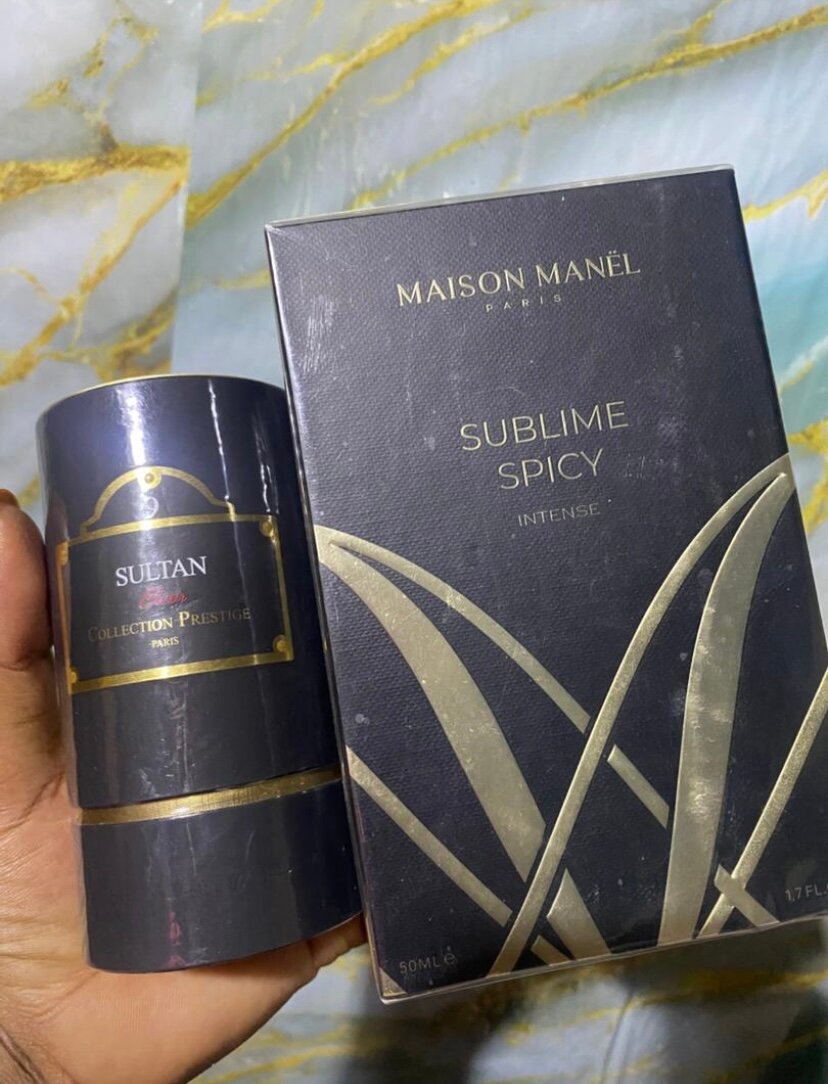 MAISON MANËL
PARIS
SUBLIME
SPICY
INTENSE
50ML e
1.7 FL.
SULTAN
COLLECTION PRESTIGE
PARIS